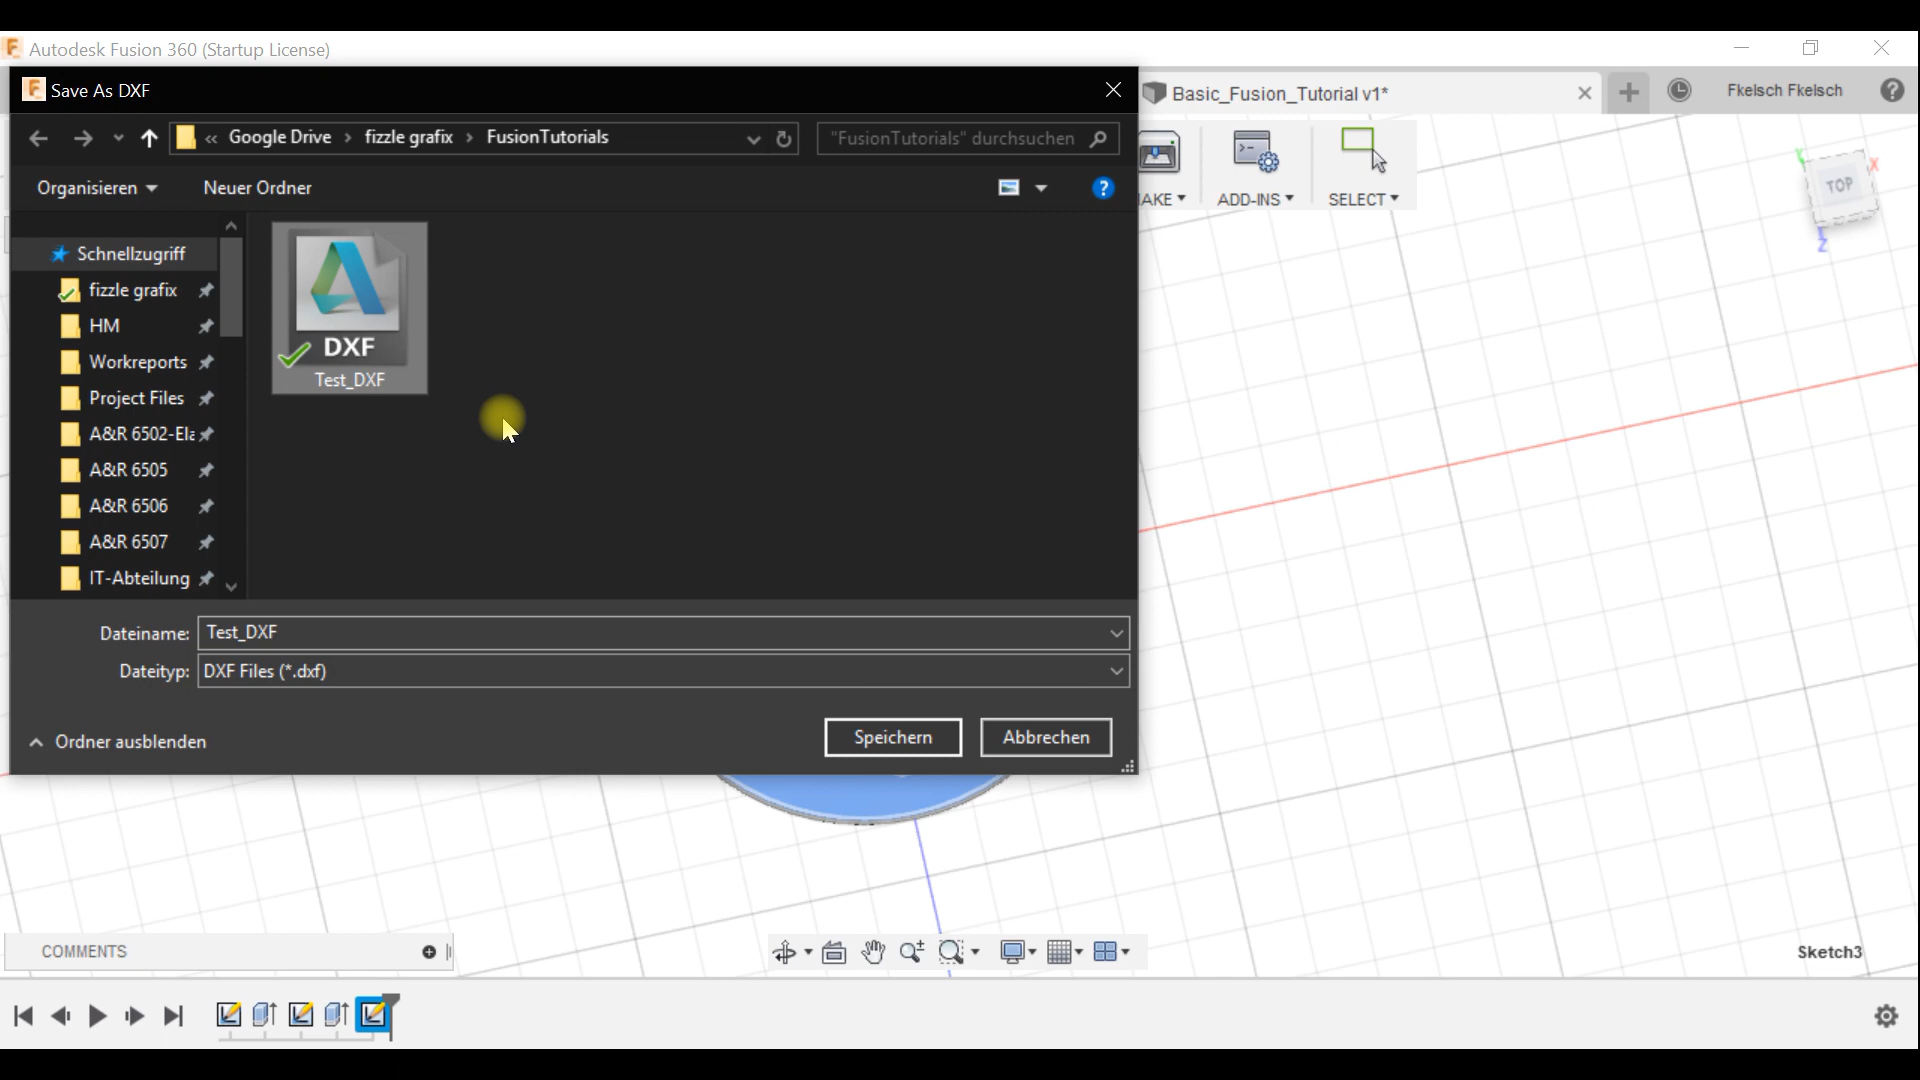 Autodesk Fusion 360 (Startup License)
Save As DXF
Basic_Fusion_Tutorial v1*
Fkelsch Fkelsch
« Google Drive › fizzle grafix › FusionTutorials
"FusionTutorials" durchsuchen
Organisieren
Neuer Ordner
AKE
ADD-INS
SELECT
TOP
X
Y
Z
Schnellzugriff
fizzle grafix
HM
Workreports
Project Files
A&R 6502-Ela
A&R 6505
A&R 6506
A&R 6507
IT-Abteilung
DXF
Test_DXF
Dateiname: Test_DXF
Dateityp: DXF Files (*.dxf)
Ordner ausblenden
Speichern
Abbrechen
COMMENTS
Sketch3